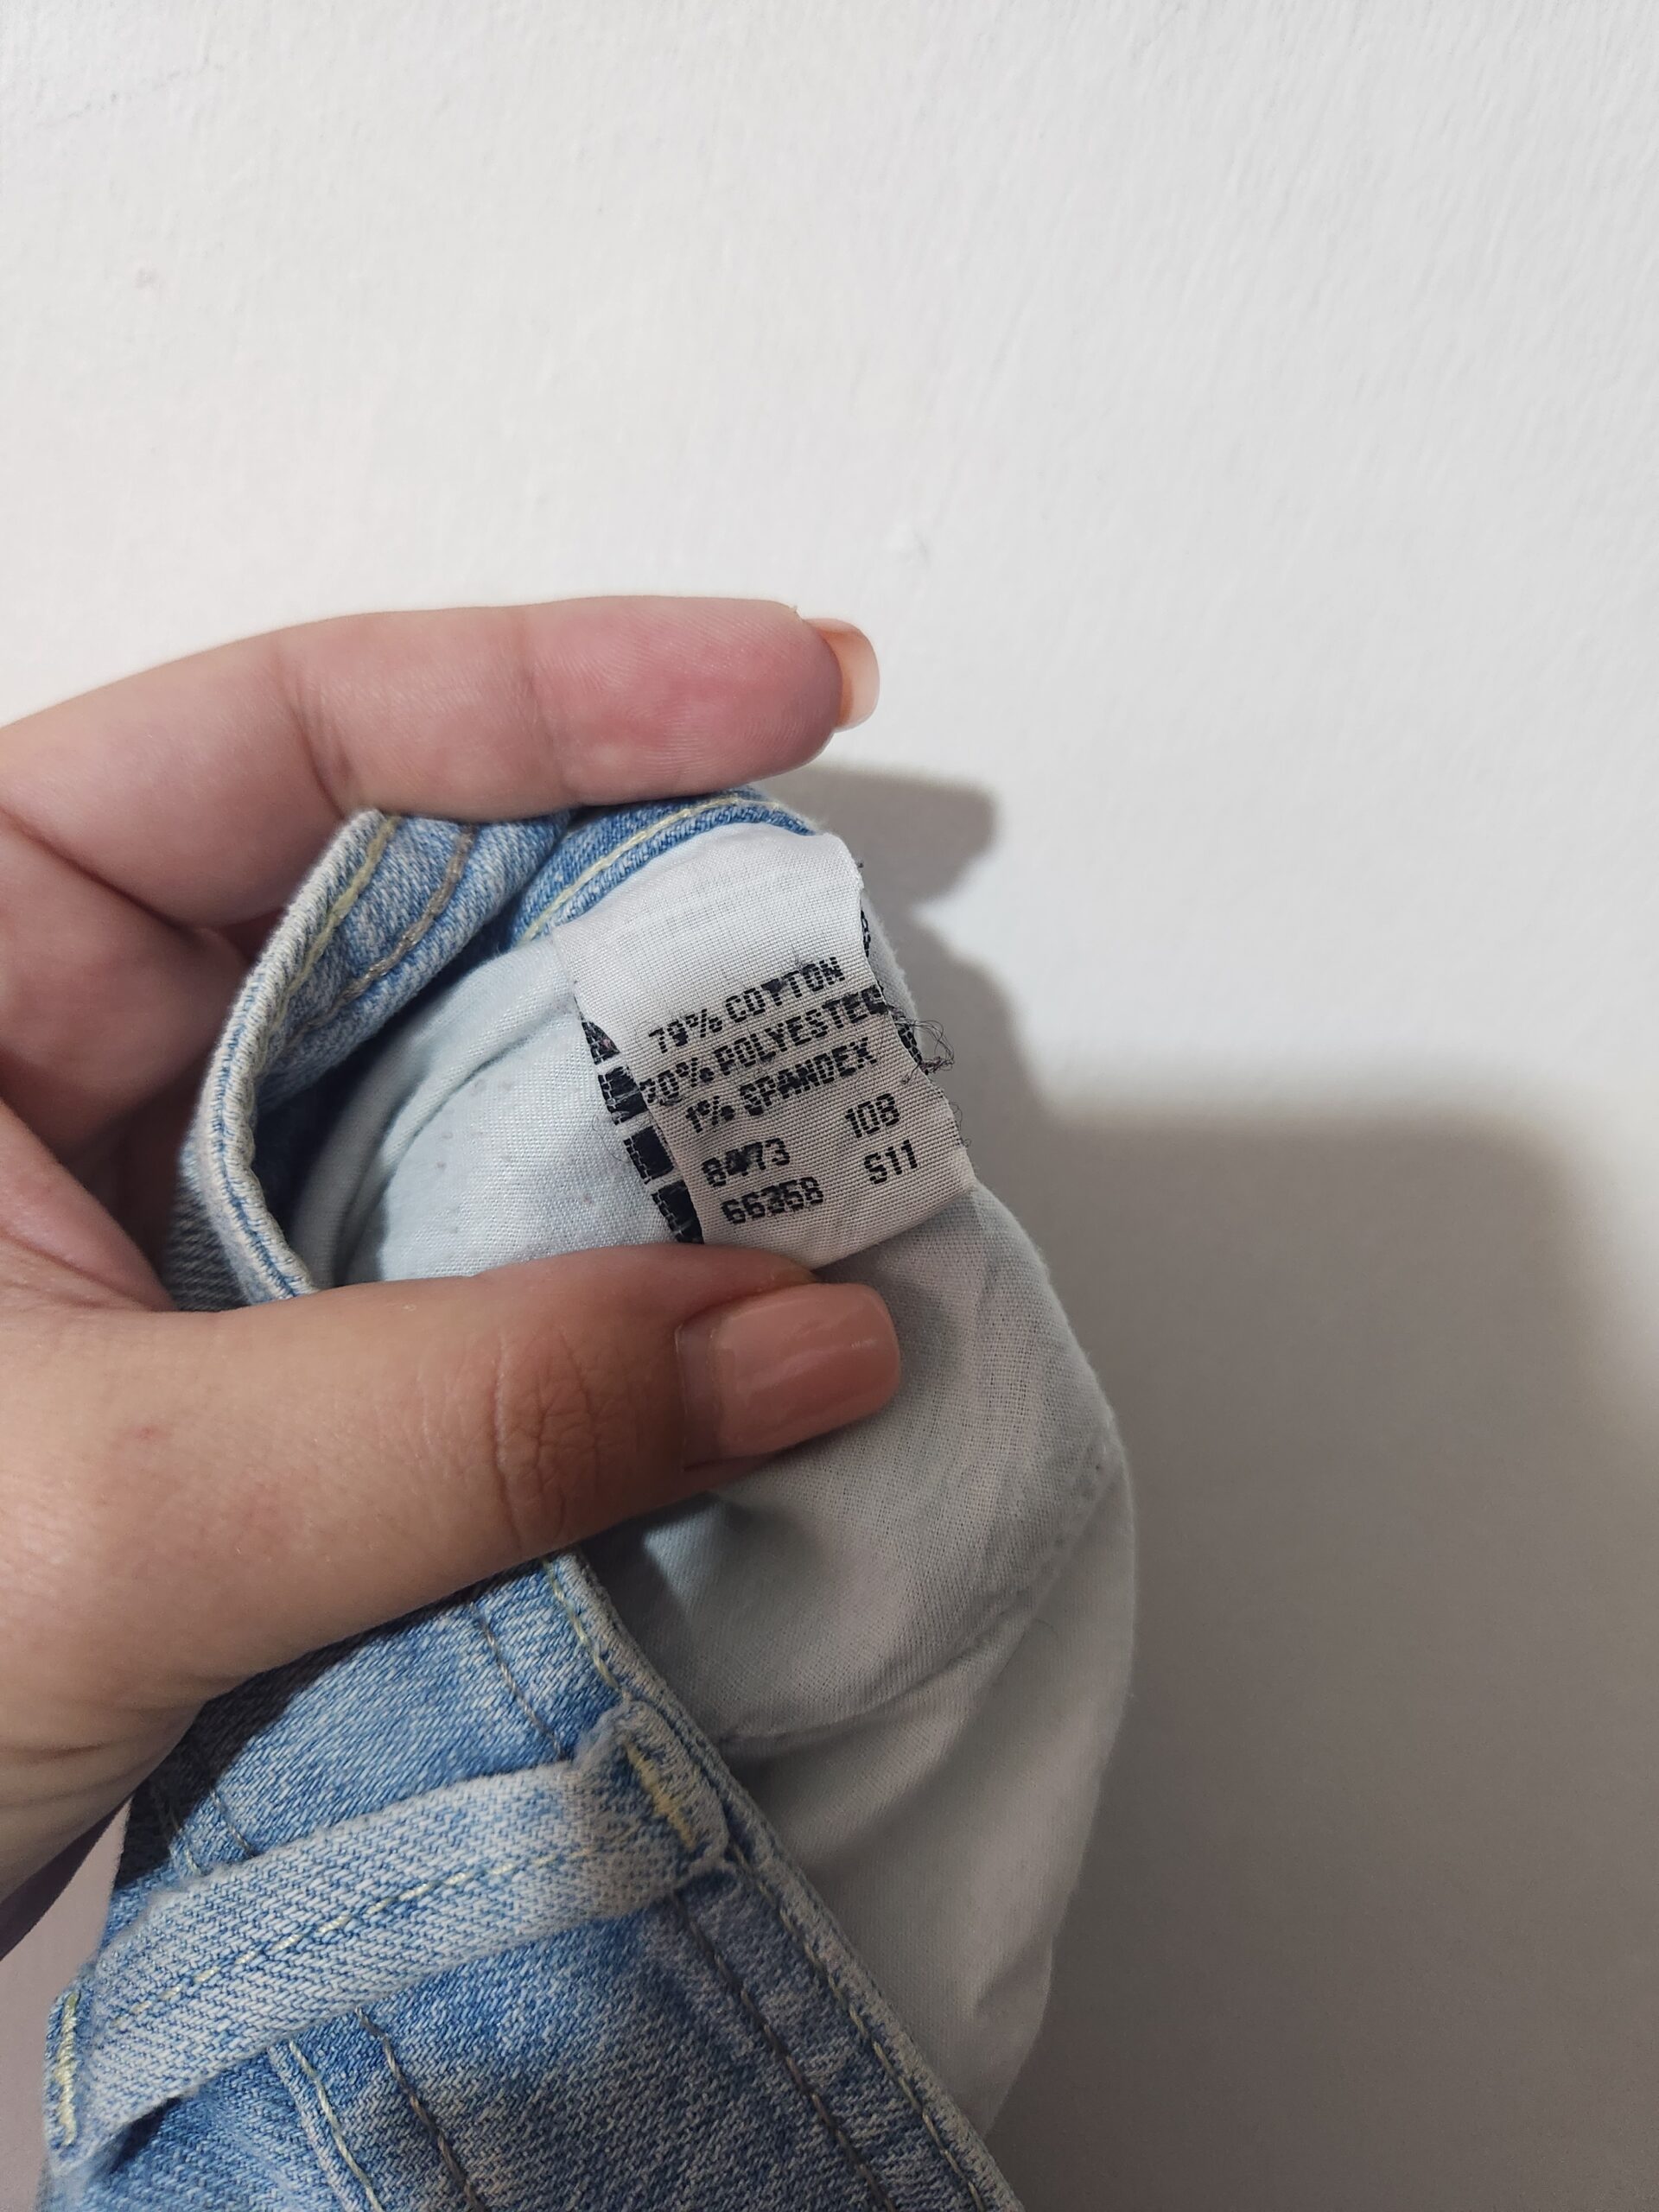 79% COTTON
20% POLYESTER
1% SPANDEX
8473 108
66358 S11